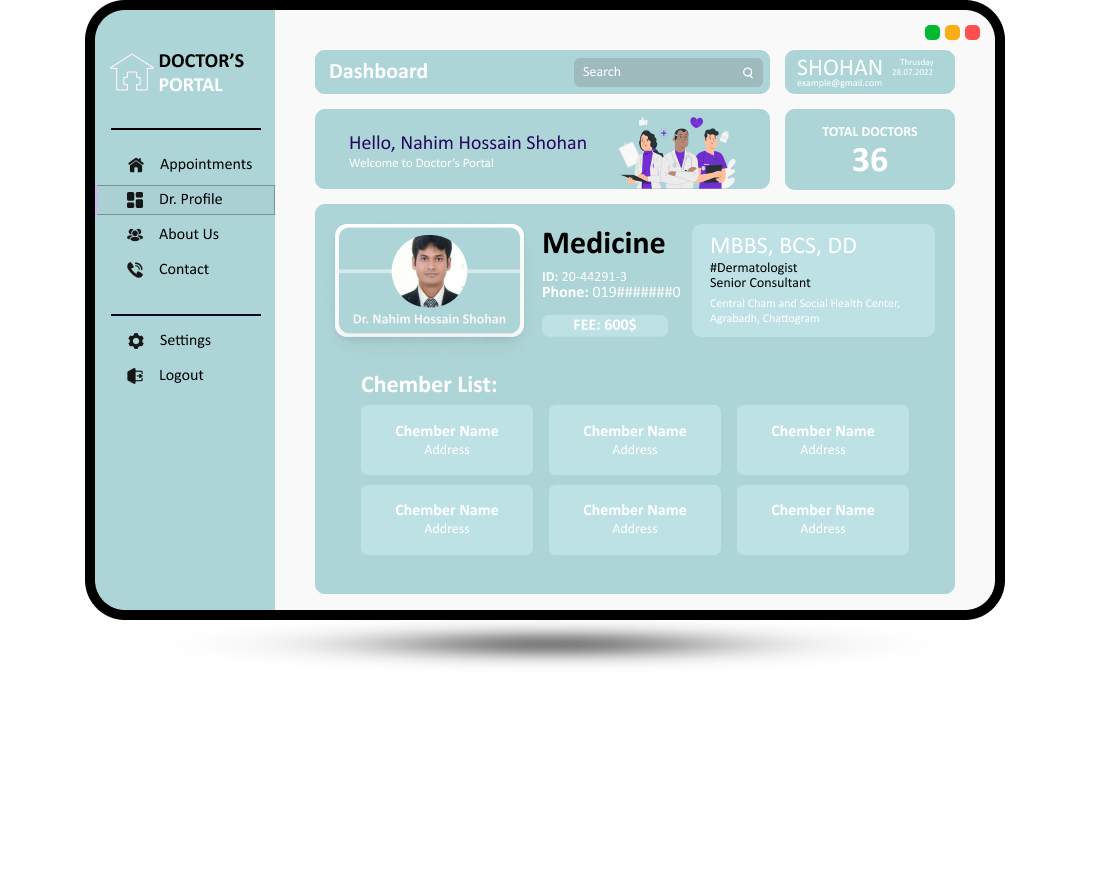 DOCTOR’S
PORTAL
Appointments
Dr. Profile
About Us
Contact
Settings
Logout
Dashboard
Search
SHOHAN
Thrusday
28.07.2022
example@gmail.com
Hello, Nahim Hossain Shohan
Welcome to Doctor’s Portal
TOTAL DOCTORS
36
Dr. Nahim Hossain Shohan
Medicine
ID: 20-44291-3
Phone: 019#######0
FEE: 600$
MBBS, BCS, DD
#Dermatologist
Senior Consultant
Central Cham and Social Health Center,
Agrabadh, Chattogram
Chember List:
Chember Name
Address
Chember Name
Address
Chember Name
Address
Chember Name
Address
Chember Name
Address
Chember Name
Address